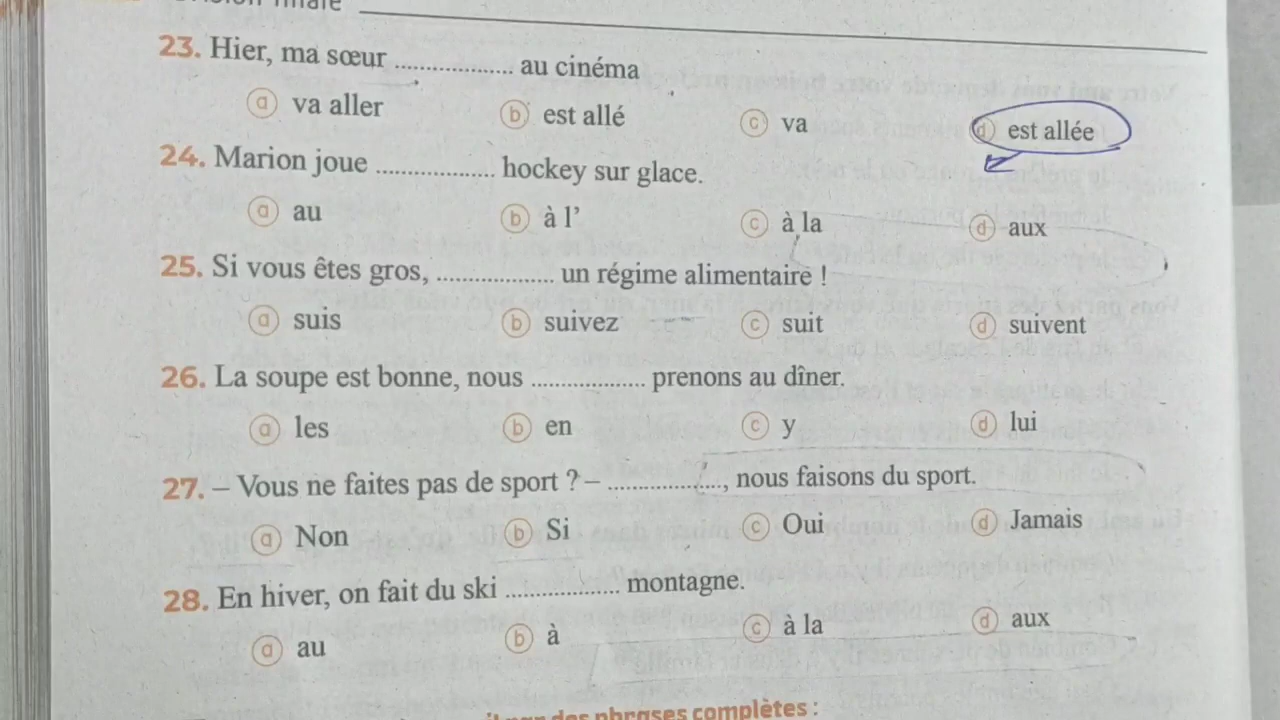 23. Hier, ma sœur .................... au cinéma
ⓐ va aller ⓑ est allé ⓒ va ⓓ est allée
24. Marion joue .................... hockey sur glace.
ⓐ au ⓑ à l' ⓒ à la ⓓ aux
25. Si vous êtes gros, .................... un régime alimentaire !
ⓐ suis ⓑ suivez ⓒ suit ⓓ suivent
26. La soupe est bonne, nous .................... prenons au dîner.
ⓐ les ⓑ en ⓒ y ⓓ lui
27. – Vous ne faites pas de sport ? – ...................., nous faisons du sport.
ⓐ Non ⓑ Si ⓒ Oui ⓓ Jamais
28. En hiver, on fait du ski .................... montagne.
ⓐ au ⓑ à ⓒ à la ⓓ aux
des phrases complètes :